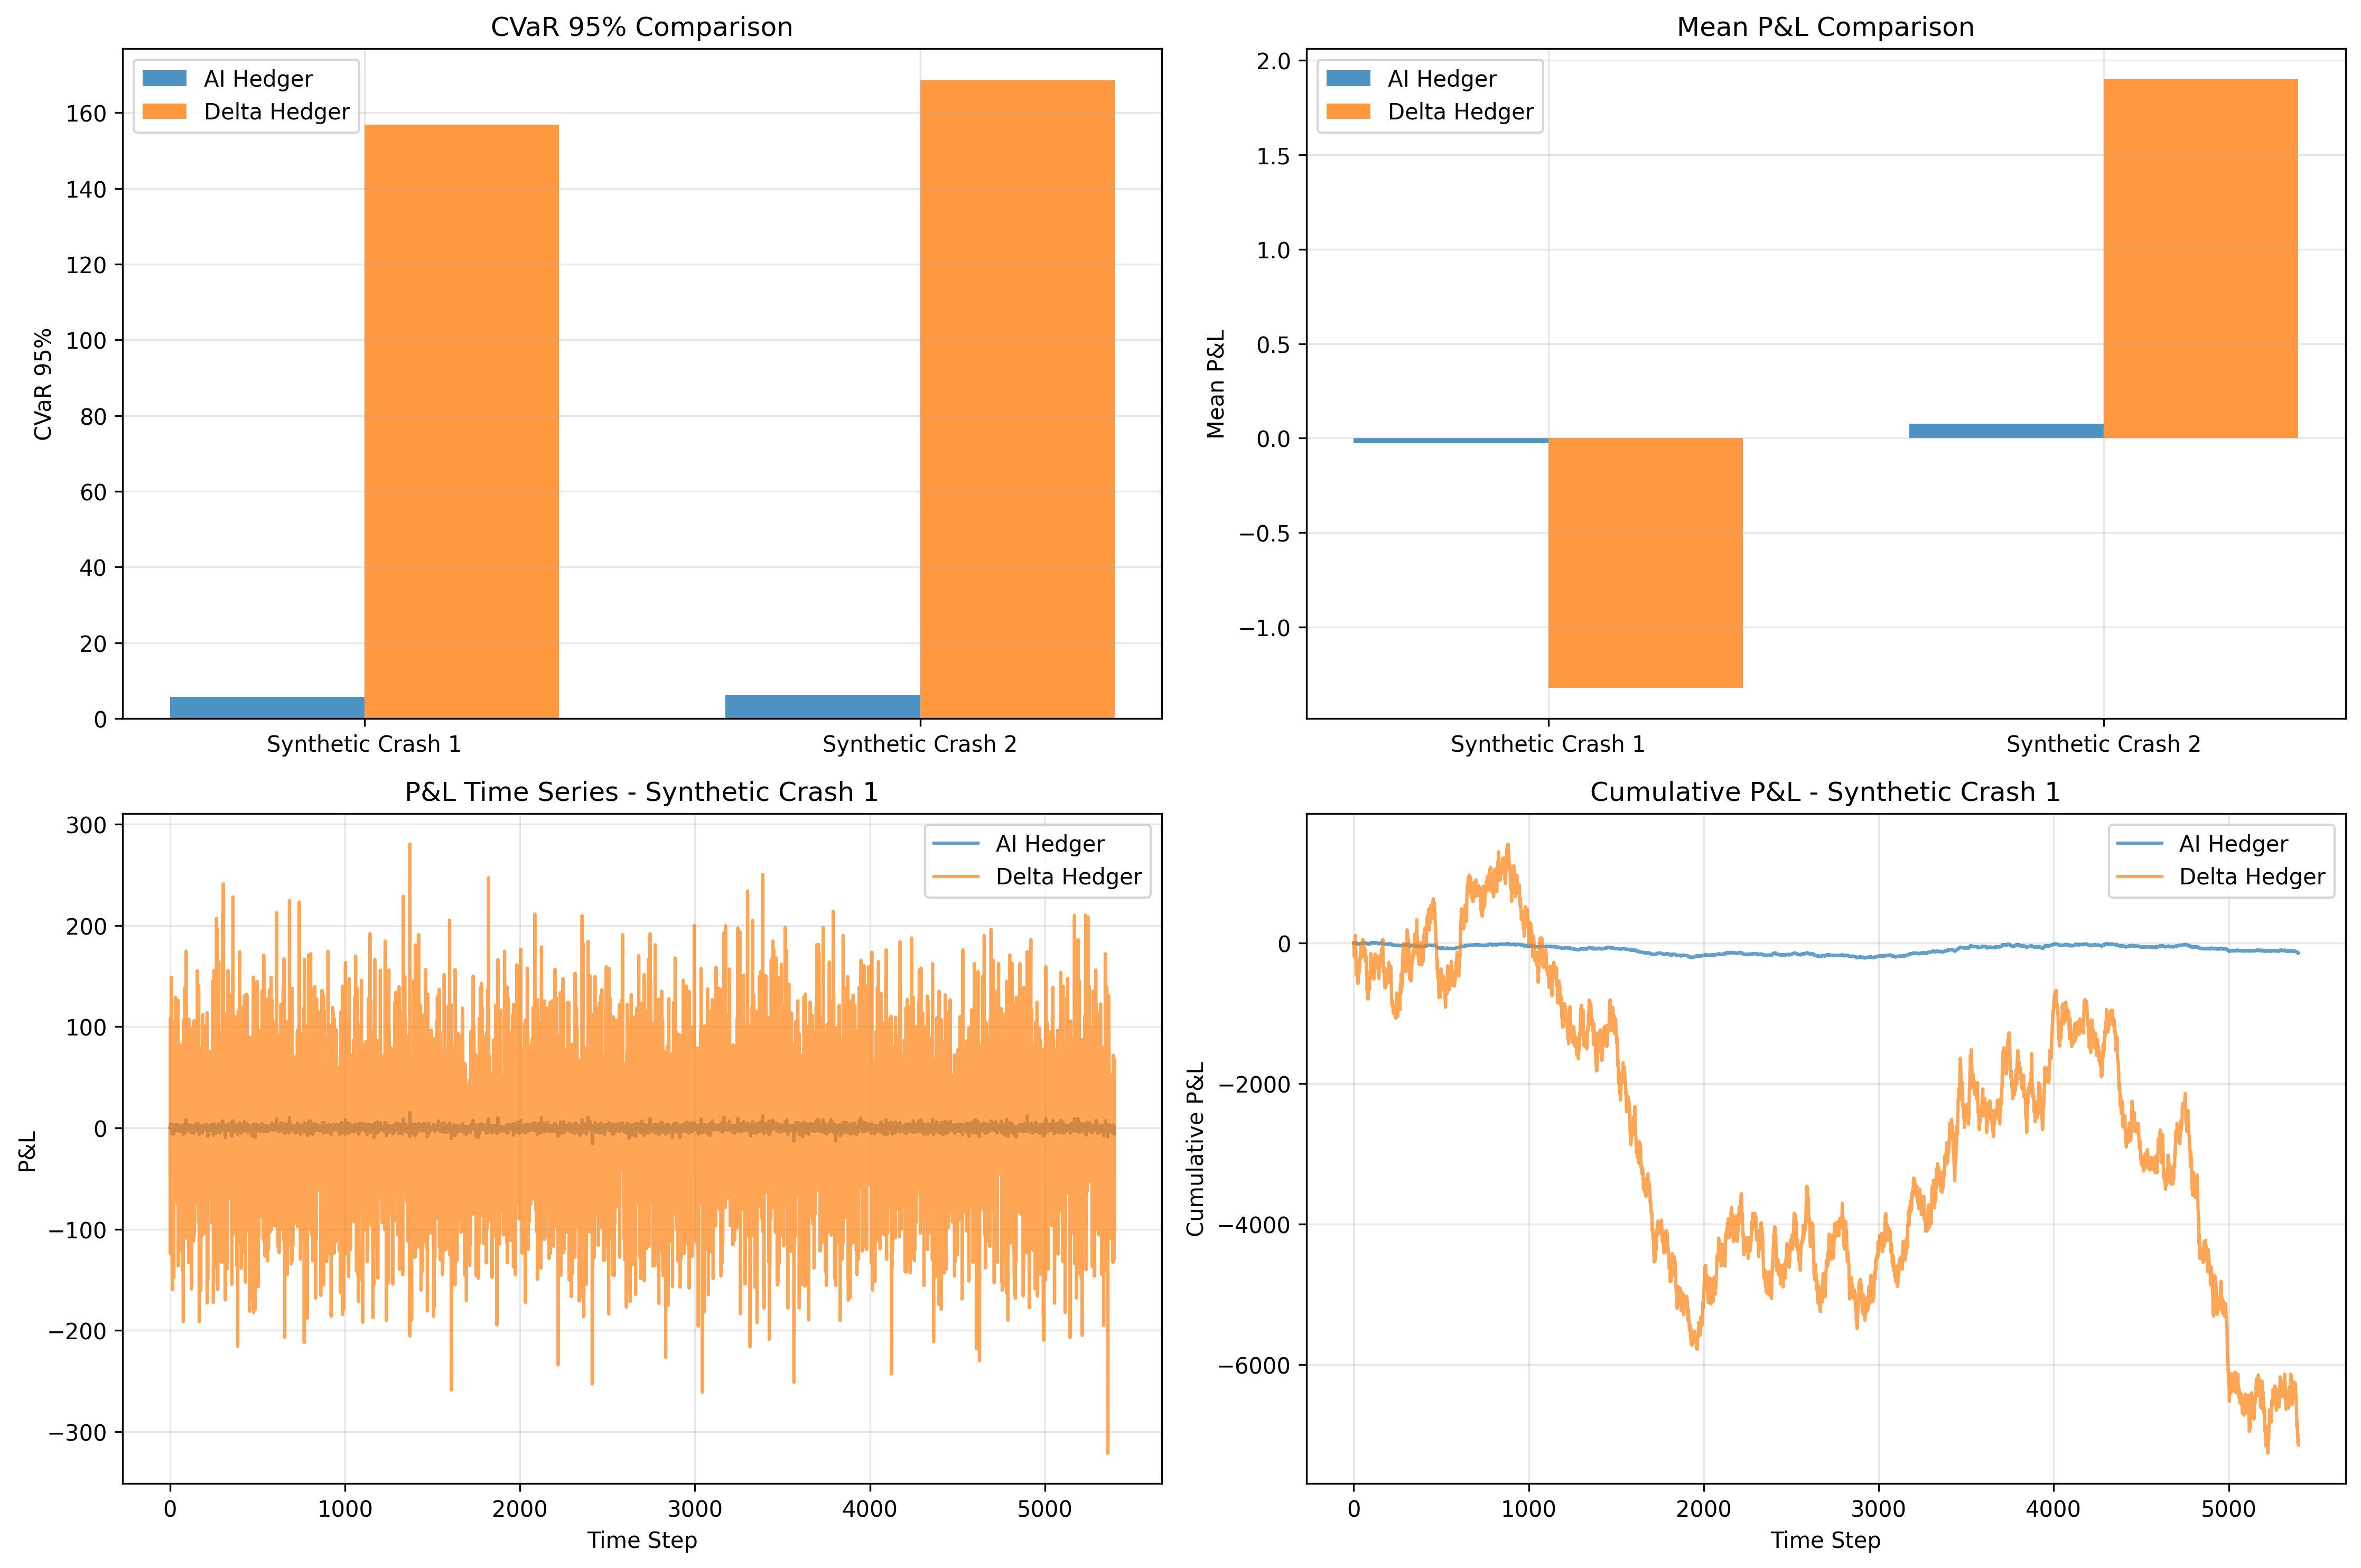 CVaR 95% Comparison
AI Hedger
Delta Hedger
CVaR 95%
160
140
120
100
80
60
40
20
0
Synthetic Crash 1
Synthetic Crash 2
Mean P&L Comparison
AI Hedger
Delta Hedger
Mean P&L
2.0
1.5
1.0
0.5
0.0
−0.5
−1.0
Synthetic Crash 1
Synthetic Crash 2
P&L Time Series - Synthetic Crash 1
AI Hedger
Delta Hedger
P&L
300
200
100
0
−100
−200
−300
0
1000
2000
3000
4000
5000
Time Step
Cumulative P&L - Synthetic Crash 1
AI Hedger
Delta Hedger
Cumulative P&L
0
−2000
−4000
−6000
0
1000
2000
3000
4000
5000
Time Step